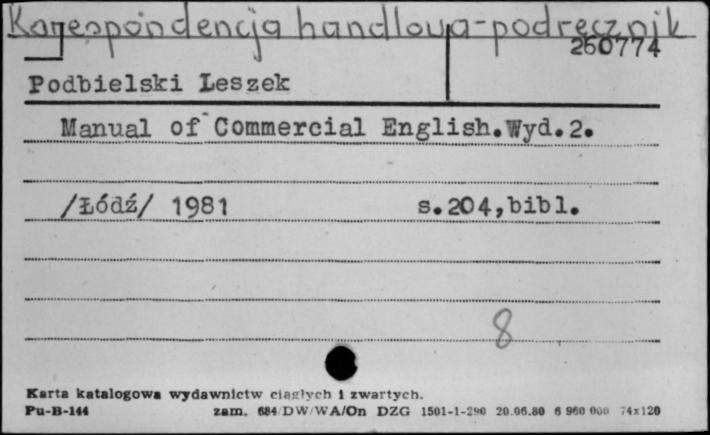 Korespondencja handlowa-podręcznik
260774
Podbielski Leszek
Manual of Commercial English.Wyd.2.
/Łódź/ 1981 s.204,bibl.
8
Karta katalogowa wydawnictw ciągłych i zwartych.
Pu-B-144 zam. 684/DW/WA/On DZG 1501-1-290 20.06.80 6 960 000 74x120